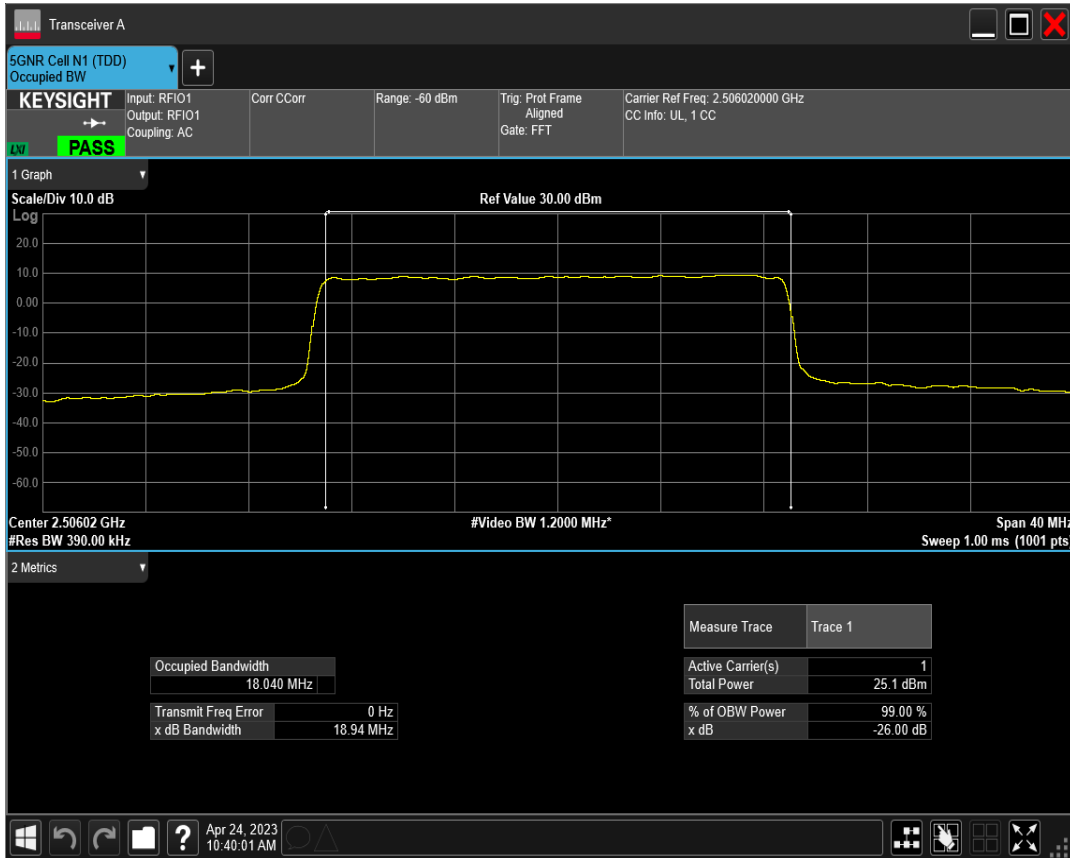 Transceiver A
5GNR Cell N1 (TDD)
Occupied BW
+
KEYSIGHT
LXI
PASS
Input: RFIO1
Output: RFIO1
Coupling: AC
Corr CCorr
Range: -60 dBm
Trig: Prot Frame
Aligned
Gate: FFT
Carrier Ref Freq: 2.506020000 GHz
CC Info: UL, 1 CC
1 Graph
Scale/Div 10.0 dB
Ref Value 30.00 dBm
Log
20.0
10.0
0.00
-10.0
-20.0
-30.0
-40.0
-50.0
-60.0
Center 2.50602 GHz
#Video BW 1.2000 MHz*
Span 40 MHz
#Res BW 390.00 kHz
Sweep 1.00 ms (1001 pts)
2 Metrics
Measure Trace Trace 1
Occupied Bandwidth
18.040 MHz
Active Carrier(s) 1
Total Power 25.1 dBm
Transmit Freq Error 0 Hz
x dB Bandwidth 18.94 MHz
% of OBW Power 99.00 %
x dB -26.00 dB
?
Apr 24, 2023
10:40:01 AM